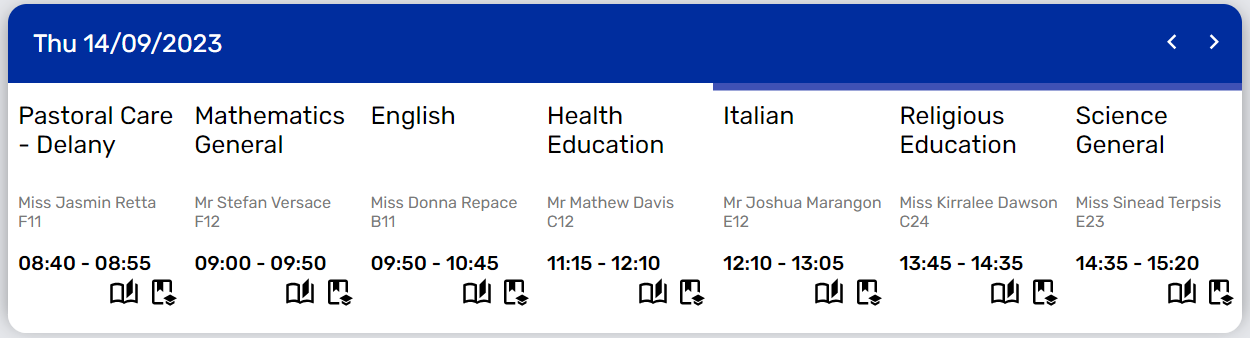 Thu 14/09/2023
Pastoral Care
- Delany
Miss Jasmin Retta
F11
08:40 - 08:55
Mathematics
General
Mr Stefan Versace
F12
09:00 - 09:50
English
Miss Donna Repace
B11
09:50 - 10:45
Health
Education
Mr Mathew Davis
C12
11:15 - 12:10
Italian
Mr Joshua Marangon
E12
12:10 - 13:05
Religious
Education
Miss Kirralee Dawson
C24
13:45 - 14:35
Science
General
Miss Sinead Terpsis
E23
14:35 - 15:20